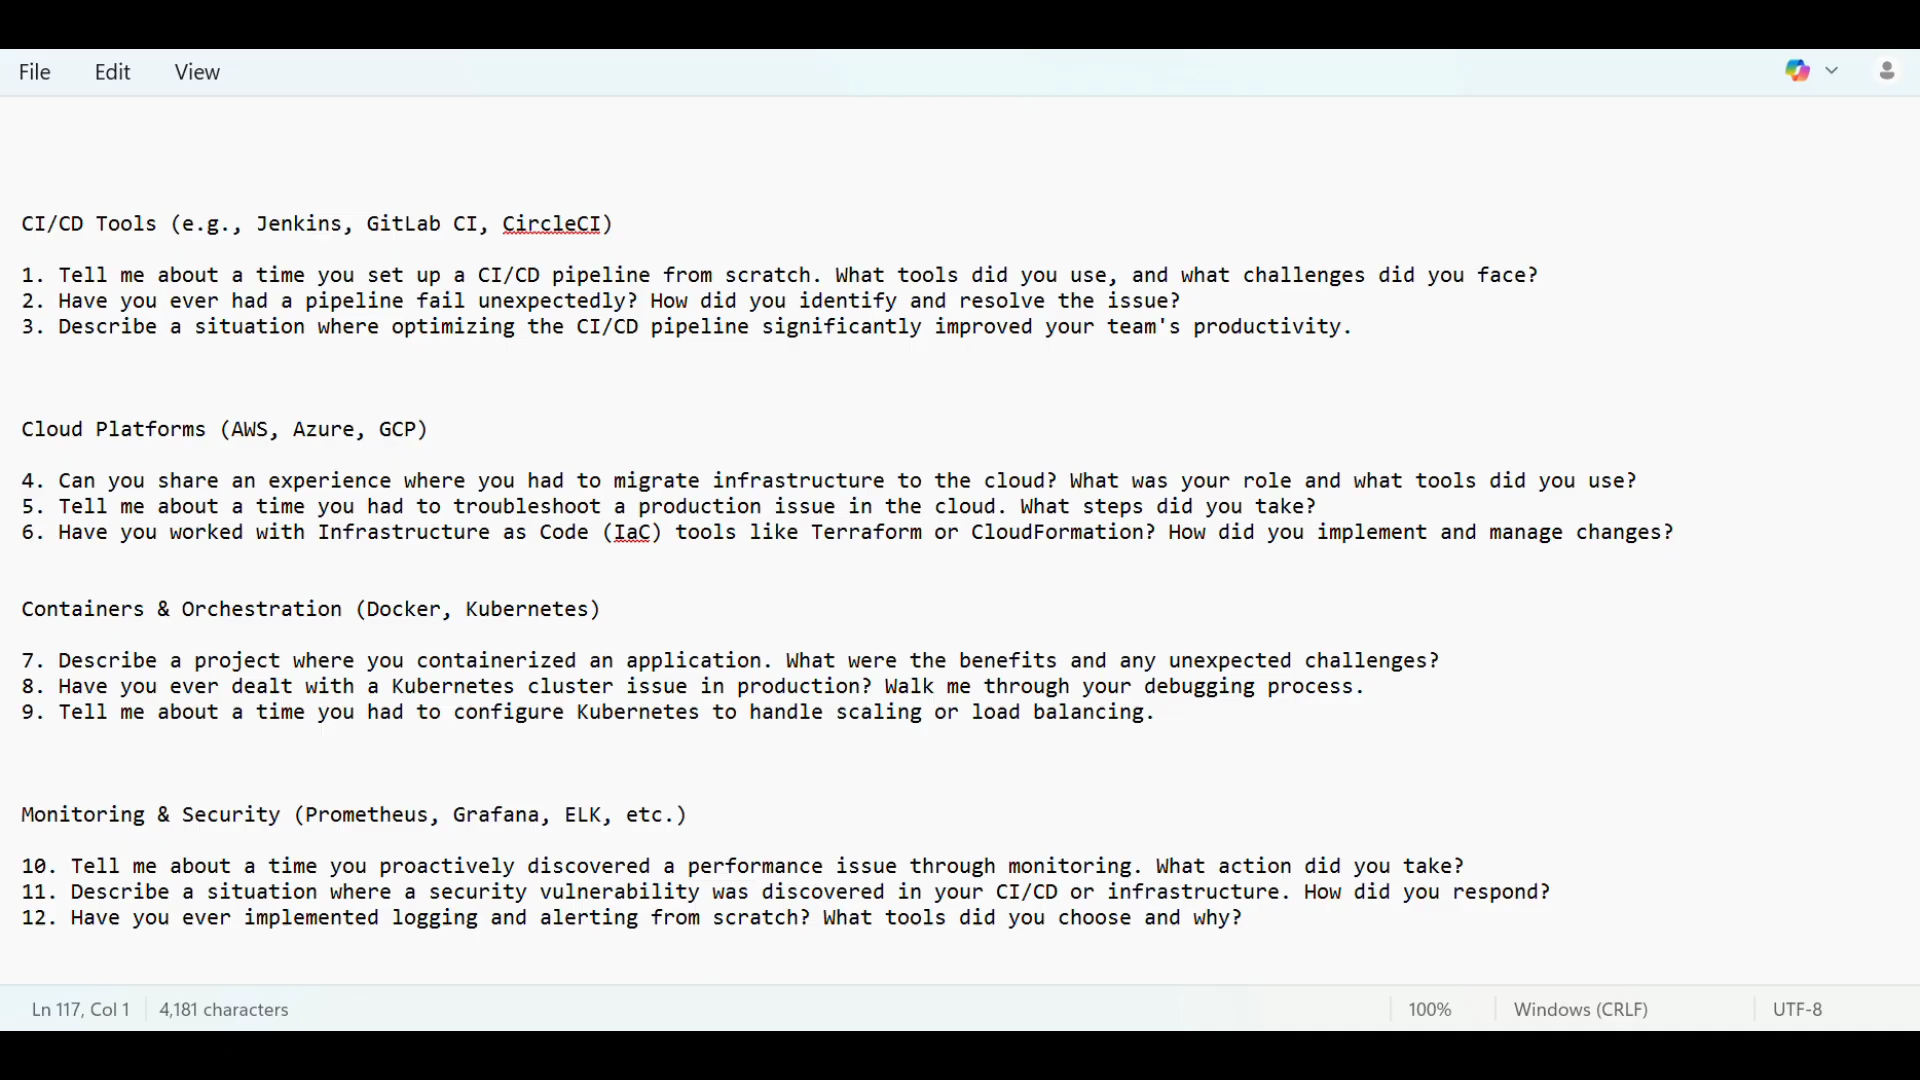 File Edit View
CI/CD Tools (e.g., Jenkins, GitLab CI, CircleCI)
1. Tell me about a time you set up a CI/CD pipeline from scratch. What tools did you use, and what challenges did you face?
2. Have you ever had a pipeline fail unexpectedly? How did you identify and resolve the issue?
3. Describe a situation where optimizing the CI/CD pipeline significantly improved your team's productivity.
Cloud Platforms (AWS, Azure, GCP)
4. Can you share an experience where you had to migrate infrastructure to the cloud? What was your role and what tools did you use?
5. Tell me about a time you had to troubleshoot a production issue in the cloud. What steps did you take?
6. Have you worked with Infrastructure as Code (IaC) tools like Terraform or CloudFormation? How did you implement and manage changes?
Containers & Orchestration (Docker, Kubernetes)
7. Describe a project where you containerized an application. What were the benefits and any unexpected challenges?
8. Have you ever dealt with a Kubernetes cluster issue in production? Walk me through your debugging process.
9. Tell me about a time you had to configure Kubernetes to handle scaling or load balancing.
Monitoring & Security (Prometheus, Grafana, ELK, etc.)
10. Tell me about a time you proactively discovered a performance issue through monitoring. What action did you take?
11. Describe a situation where a security vulnerability was discovered in your CI/CD or infrastructure. How did you respond?
12. Have you ever implemented logging and alerting from scratch? What tools did you choose and why?
Ln 117, Col 1 4,181 characters 100% Windows (CRLF) UTF-8